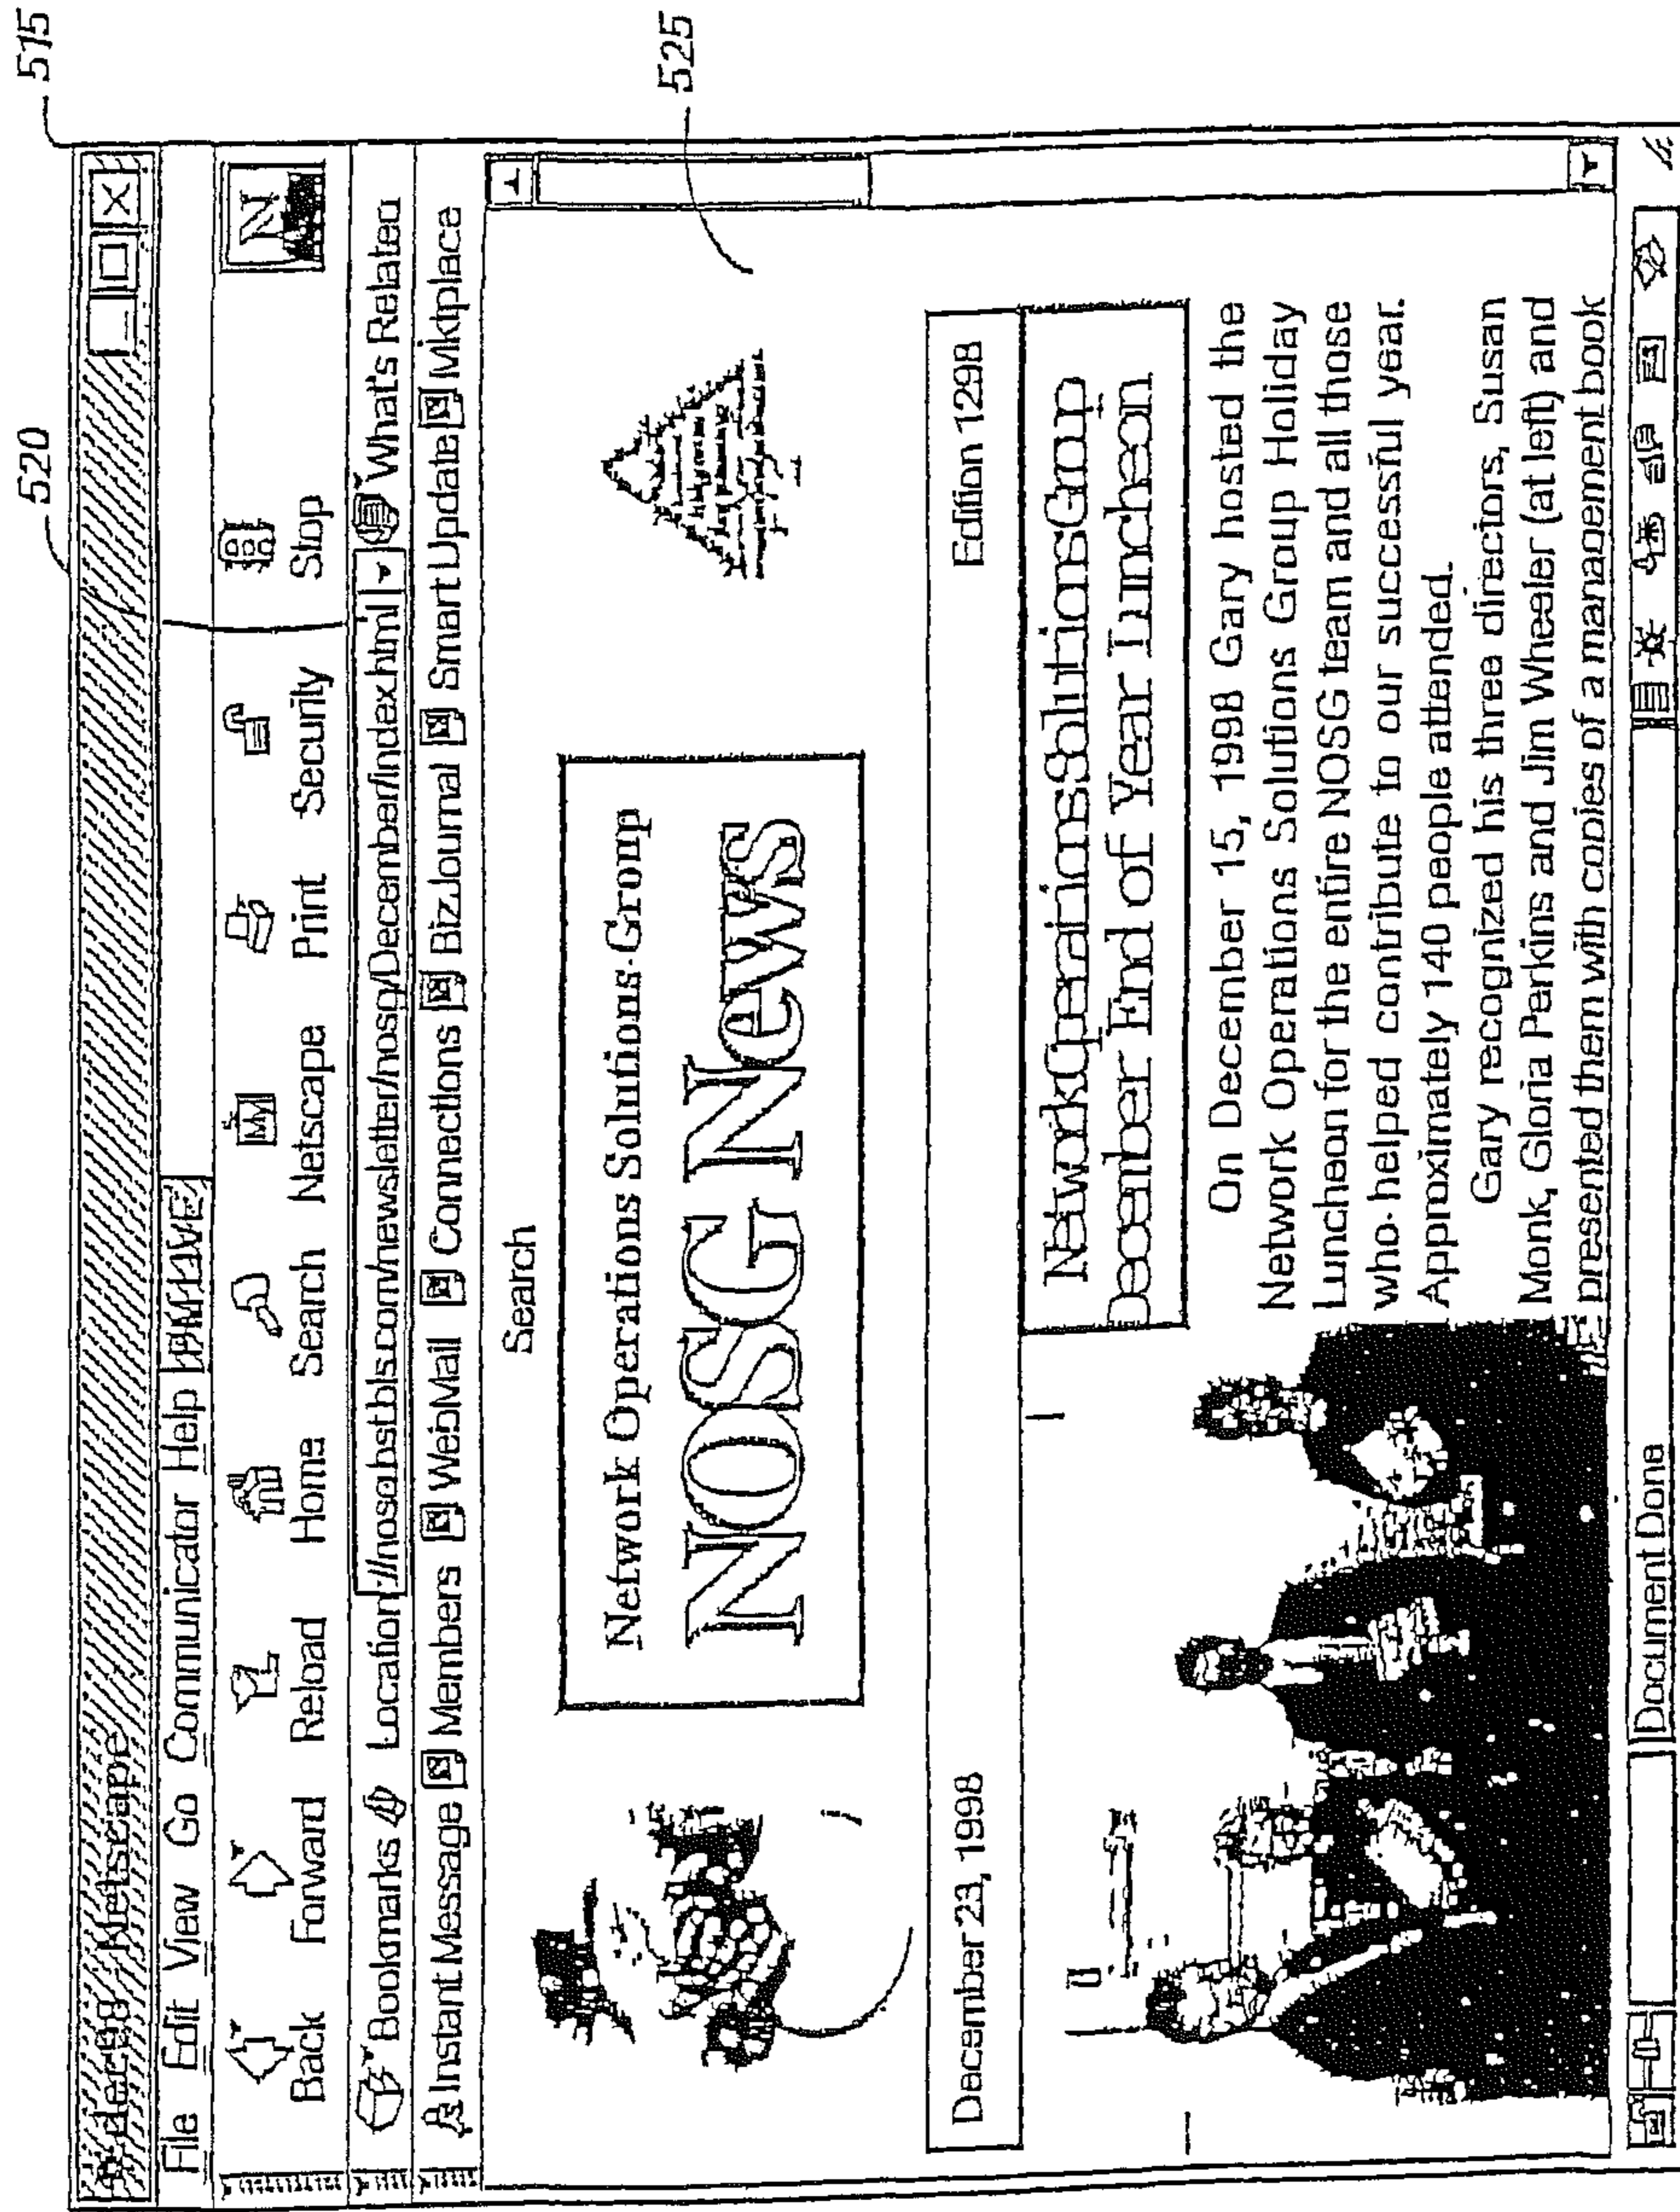 515
520
Netscape
File Edit View Go Communicator Help
Back Forward Reload Home Search Netscape Print Security Stop
Bookmarks Location ://nosg.bst.bls.com/newsletter/nosg/December/index.html What's Related
Instant Message Members WebMail Connections BizJournal Smart Update Mktplace
Search
525
Network Operations Solutions Group
NOSG News
December 23, 1998 Edition 1298
Network Operations Solutions Group
December End of Year Luncheon
On December 15, 1998 Gary hosted the
Network Operations Solutions Group Holiday
Luncheon for the entire NOSG team and all those
who helped contribute to our successful year.
Approximately 140 people attended.
Gary recognized his three directors, Susan
Monk, Gloria Perkins and Jim Wheeler (at left) and
presented them with copies of a management book
Document Done